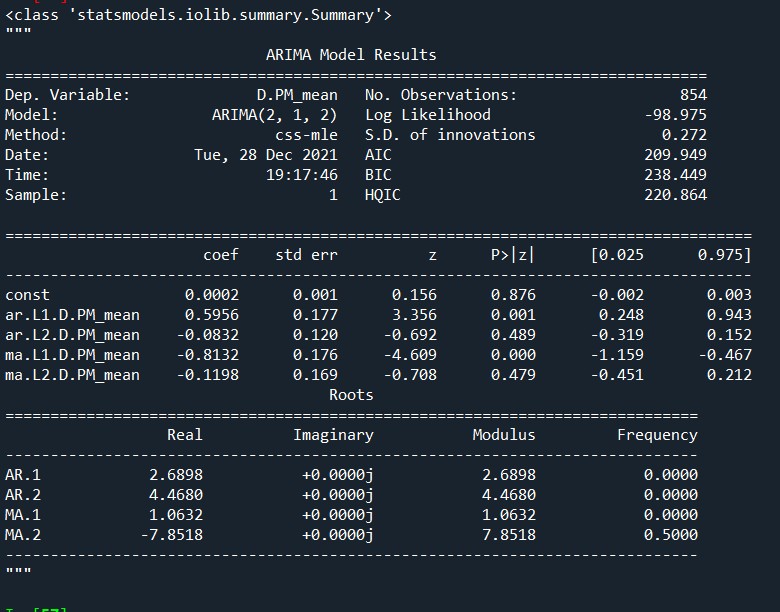 <class 'statsmodels.iolib.summary.Summary'>
"""
ARIMA Model Results
==============================================================================
Dep. Variable: D.PM_mean No. Observations: 854
Model: ARIMA(2, 1, 2) Log Likelihood -98.975
Method: css-mle S.D. of innovations 0.272
Date: Tue, 28 Dec 2021 AIC 209.949
Time: 19:17:46 BIC 238.449
Sample: 1 HQIC 220.864
===================================================================================
coef std err z P>|z| [0.025 0.975]
-----------------------------------------------------------------------------------
const 0.0002 0.001 0.156 0.876 -0.002 0.003
ar.L1.D.PM_mean 0.5956 0.177 3.356 0.001 0.248 0.943
ar.L2.D.PM_mean -0.0832 0.120 -0.692 0.489 -0.319 0.152
ma.L1.D.PM_mean -0.8132 0.176 -4.609 0.000 -1.159 -0.467
ma.L2.D.PM_mean -0.1198 0.169 -0.708 0.479 -0.451 0.212
Roots
=============================================================================
Real Imaginary Modulus Frequency
-----------------------------------------------------------------------------
AR.1 2.6898 +0.0000j 2.6898 0.0000
AR.2 4.4680 +0.0000j 4.4680 0.0000
MA.1 1.0632 +0.0000j 1.0632 0.0000
MA.2 -7.8518 +0.0000j 7.8518 0.5000
-----------------------------------------------------------------------------
"""